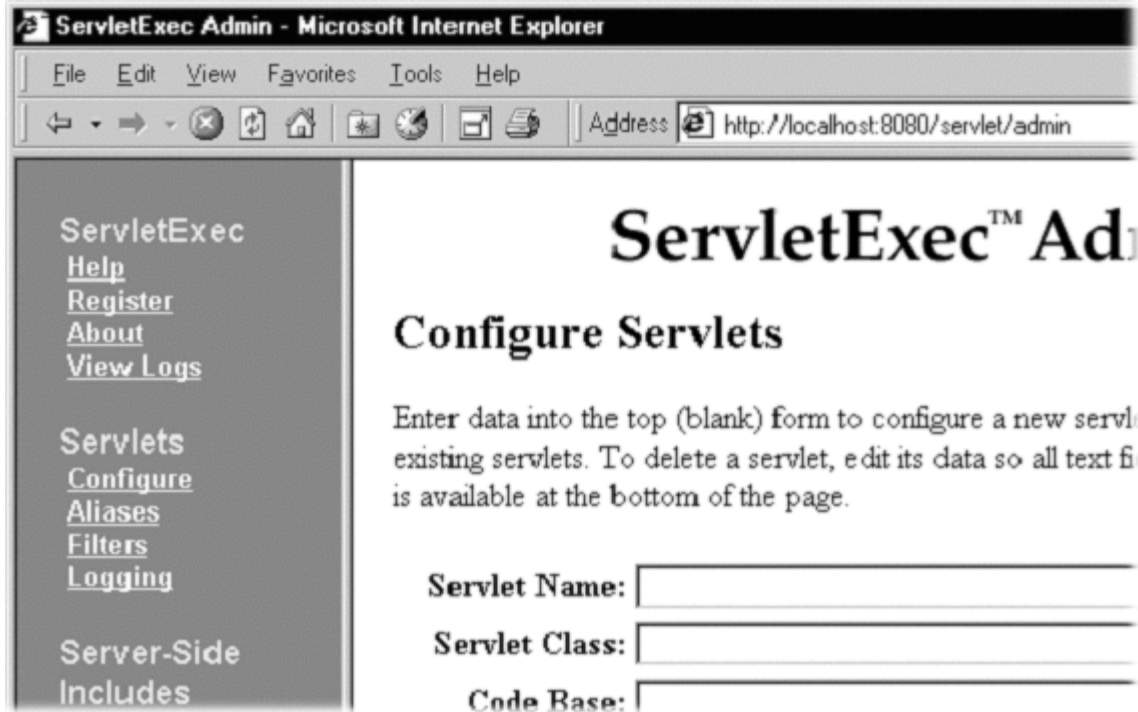 ServletExec Admin - Microsoft Internet Explorer
File Edit View Favorites Tools Help
Address http://localhost:8080/servlet/admin
ServletExec
Help
Register
About
View Logs
Servlets
Configure
Aliases
Filters
Logging
Server-Side
Includes
ServletExec™
Configure Servlets
Enter data into the top (blank) form to configure a new
existing servlets. To delete a servlet, edit its data so all text
is available at the bottom of the page.
Servlet Name:
Servlet Class:
Code Base: